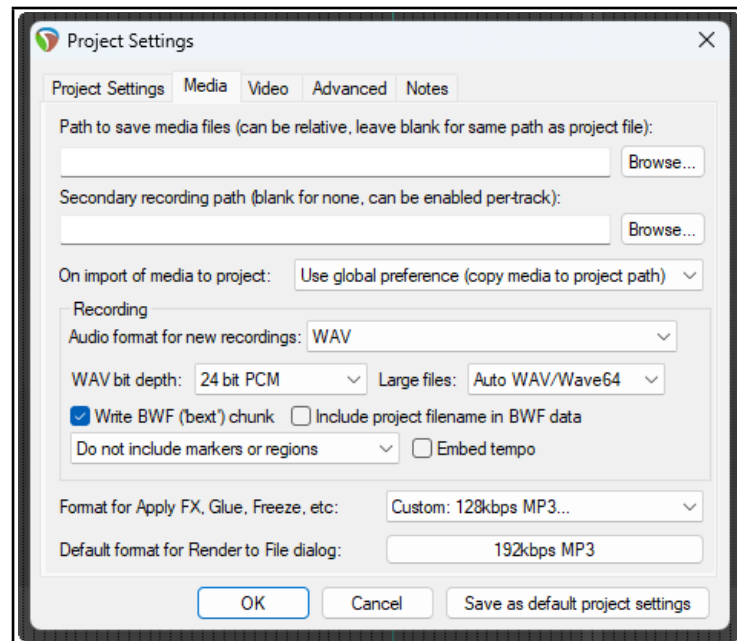 Project Settings
Project Settings Media Video Advanced Notes
Path to save media files (can be relative, leave blank for same path as project file):
Browse...
Secondary recording path (blank for none, can be enabled per-track):
Browse...
On import of media to project: Use global preference (copy media to project path)
Recording
Audio format for new recordings: WAV
WAV bit depth: 24 bit PCM Large files: Auto WAV/Wave64
Write BWF ('bext') chunk Include project filename in BWF data
Do not include markers or regions Embed tempo
Format for Apply FX, Glue, Freeze, etc: Custom: 128kbps MP3...
Default format for Render to File dialog: 192kbps MP3
OK Cancel Save as default project settings